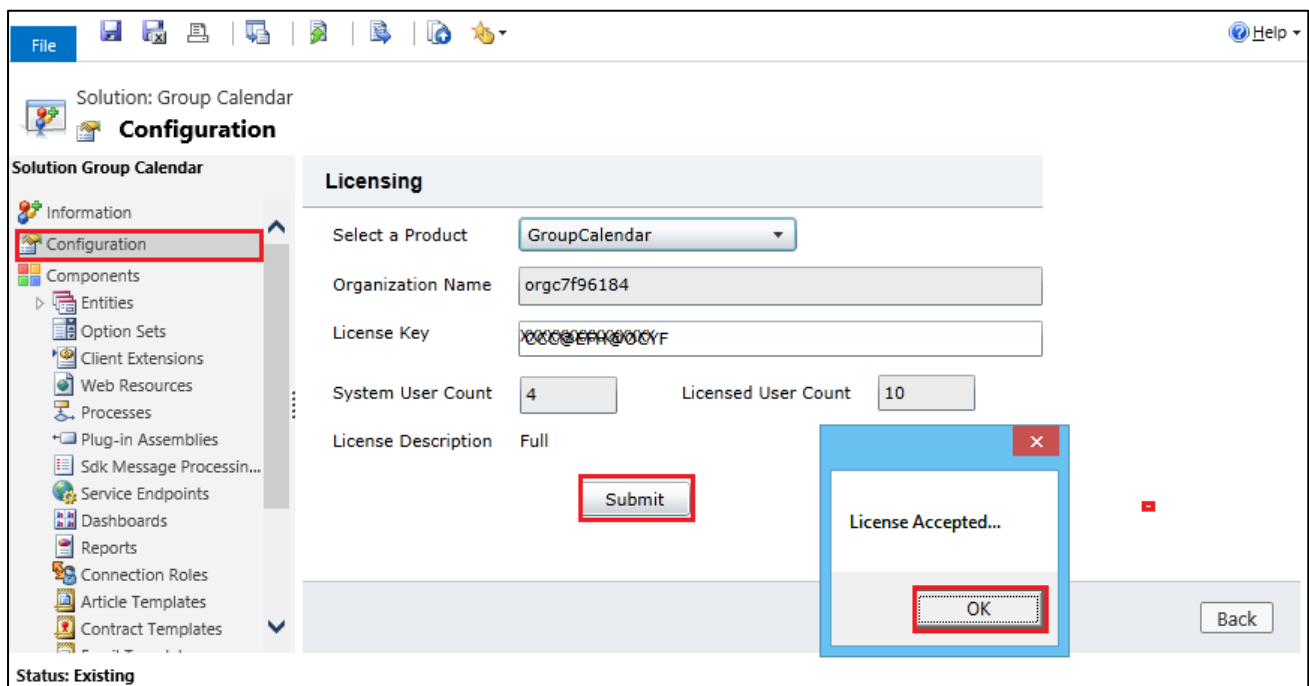 File
Help
Solution: Group Calendar
Configuration
Solution Group Calendar
Information
Configuration
Components
Entities
Option Sets
Client Extensions
Web Resources
Processes
Plug-in Assemblies
Sdk Message Processin...
Service Endpoints
Dashboards
Reports
Connection Roles
Article Templates
Contract Templates
Licensing
Select a Product GroupCalendar
Organization Name orgc7f96184
License Key
System User Count 4 Licensed User Count 10
License Description Full
Submit
License Accepted...
OK
Back
Status: Existing